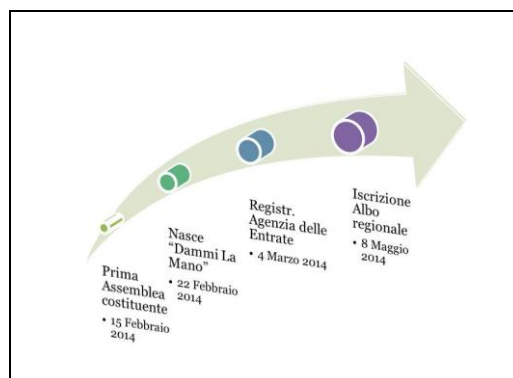 Prima
Assemblea
costituente
• 15 Febbraio
2014
Nasce
“Dammi La
Mano”
• 22 Febbraio
2014
Registr.
Agenzia delle
Entrate
• 4 Marzo 2014
Iscrizione
Albo
regionale
• 8 Maggio
2014